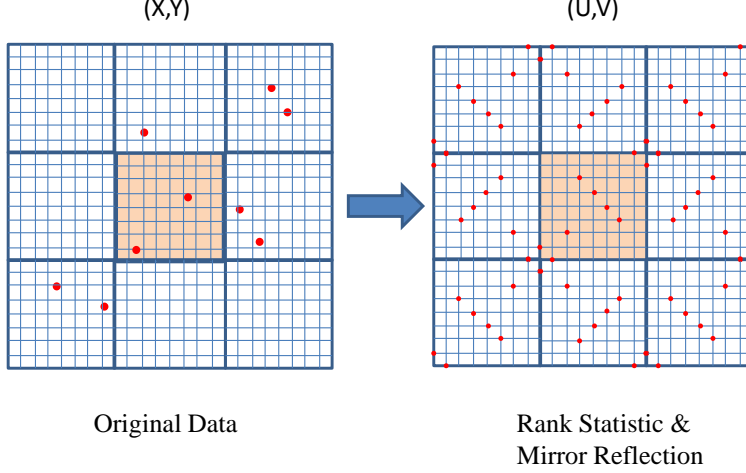 (X,Y)
(U,V)
Original Data
Rank Statistic &
Mirror Reflection